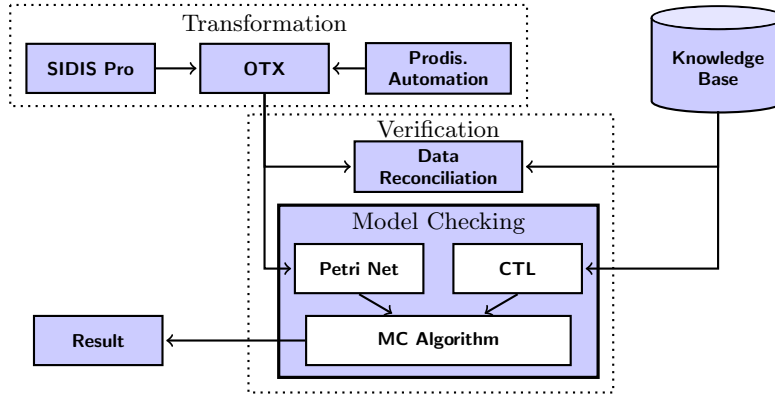 Transformation
SIDIS Pro
OTX
Prodis.
Automation
Knowledge
Base
Verification
Data
Reconciliation
Model Checking
Petri Net
CTL
MC Algorithm
Result